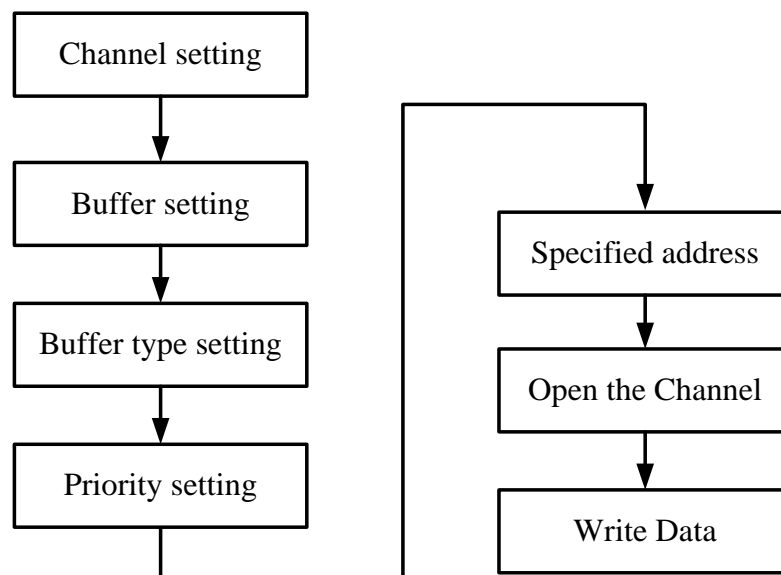 Channel setting
Buffer setting
Buffer type setting
Priority setting
Specified address
Open the Channel
Write Data